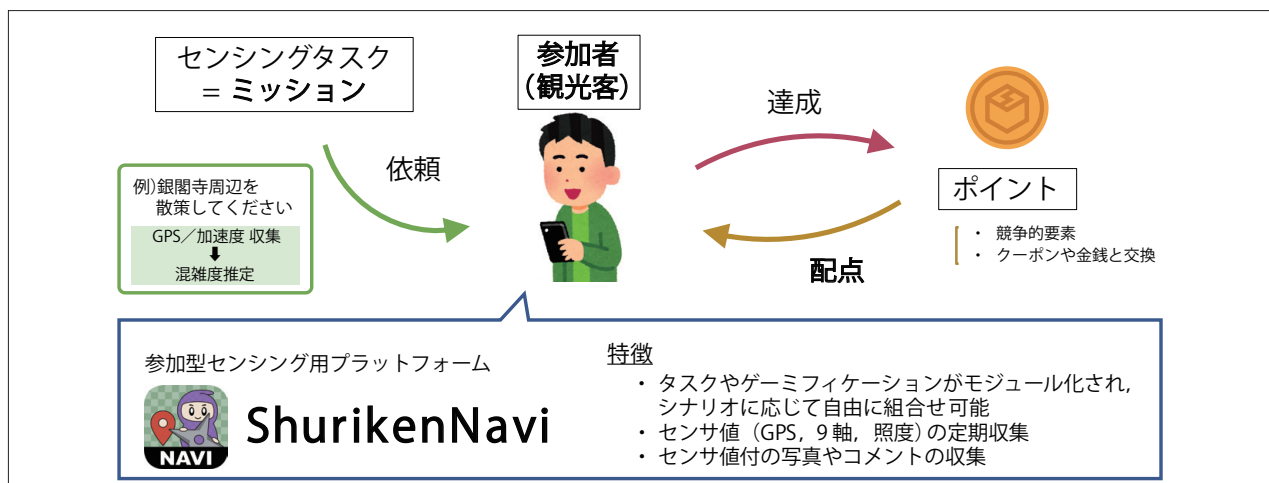 センシングタスク
= ミッション
参加者
(観光客)
達成
依頼
例)銀閣寺周辺を
散策してください
GPS／加速度 収集
混雑度推定
ポイント
・ 競争的要素
・ クーポンや金銭と交換
配点
参加型センシング用プラットフォーム
NAVI
ShurikenNavi
特徴
・ タスクやゲーミフィケーションがモジュール化され，
シナリオに応じて自由に組合せ可能
・ センサ値（GPS，9 軸，照度）の定期収集
・ センサ値付の写真やコメントの収集